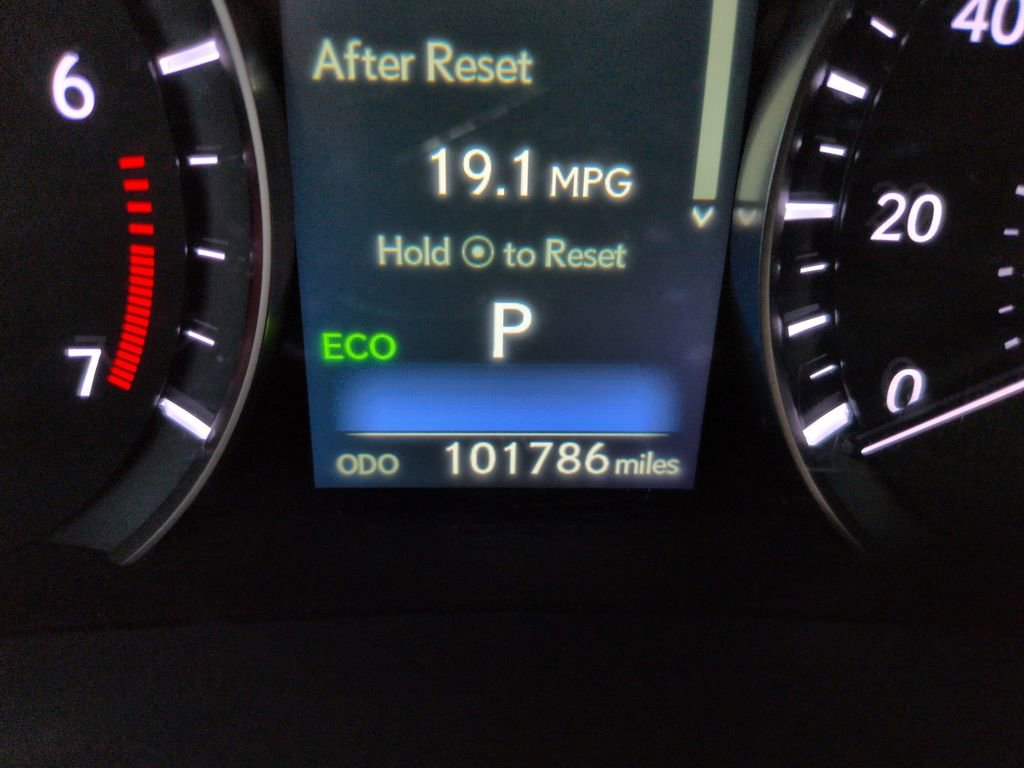 6
7
After Reset
19.1 MPG
Hold to Reset
P
ECO
ODO 101786 miles
40
20
0